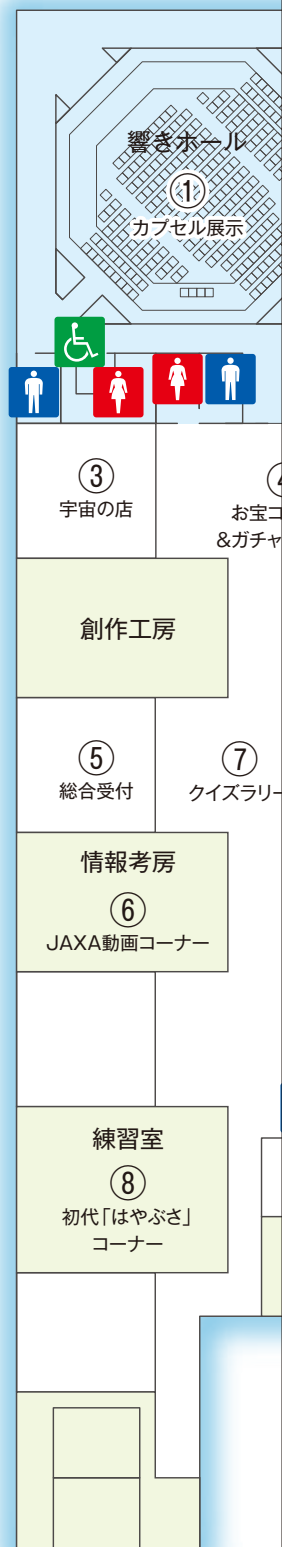 響きホール
①
カプセル展示
③
宇宙の店
お宝コ
&ガチャ
創作工房
⑤
総合受付
⑦
クイズラリー
情報考房
⑥
JAXA動画コーナー
練習室
⑧
初代「はやぶさ」
コーナー